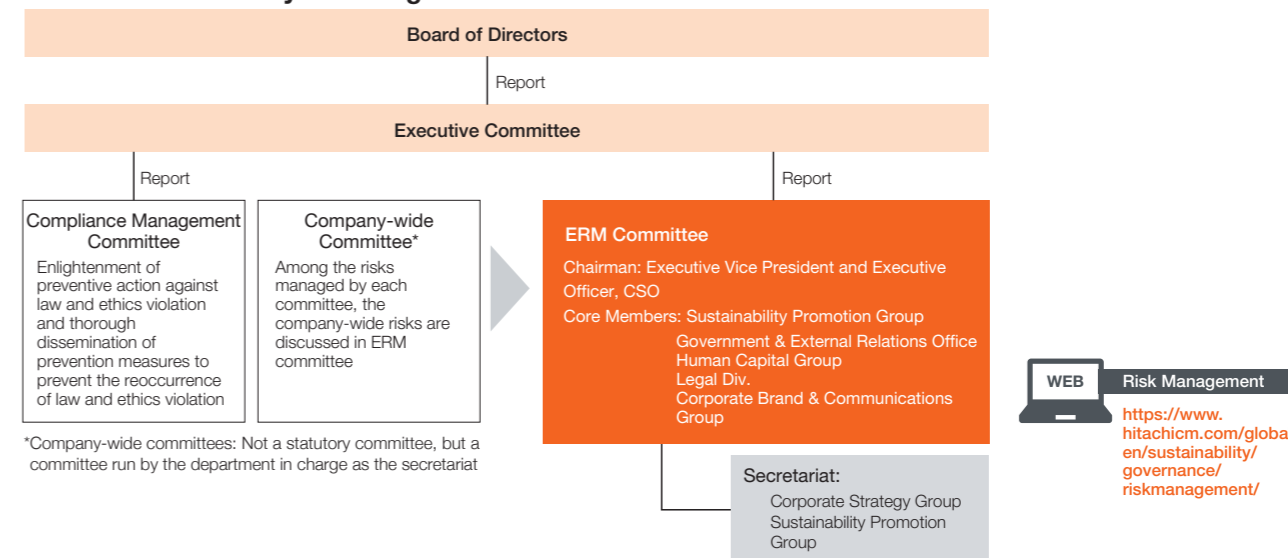 Board of Directors
Report
Executive Committee
Report
Report
Compliance Management
Committee
Enlightenment of
preventive action against
law and ethics violation
and thorough
dissemination of
prevention measures to
prevent the reoccurrence
of law and ethics violation
Company-wide
Committee*
Among the risks
managed by each
committee, the
company-wide risks are
discussed in ERM
committee
ERM Committee
Chairman: Executive Vice President and Executive
Officer, CSO
Core Members: Sustainability Promotion Group
Government & External Relations Office
Human Capital Group
Legal Div.
Corporate Brand & Communications
Group
*Company-wide committees: Not a statutory committee, but a
committee run by the department in charge as the secretariat
Secretariat:
Corporate Strategy Group
Sustainability Promotion
Group
WEB
Risk Management
https://www.
hitachicm.com/globa
en/sustainability/
governance/
riskmanagement/